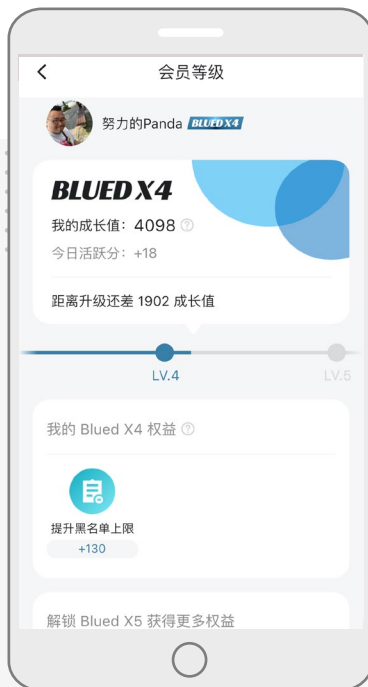 会员等级
努力的Panda BLUED X4
BLUED X4
我的成长值：4098 ?
今日活跃分：+18
距离升级还差 1902 成长值
LV.4 LV.5
我的 Blued X4 权益 ?
提升黑名单上限
+130
解锁 Blued X5 获得更多权益